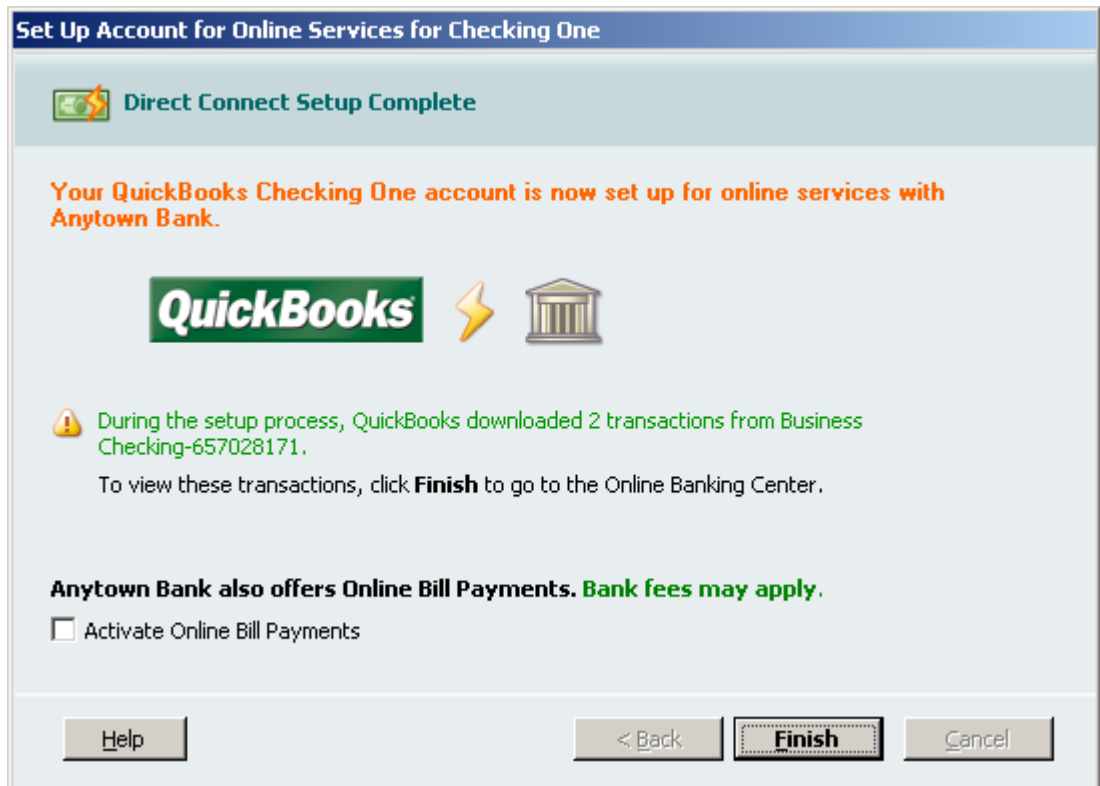 Set Up Account for Online Services for Checking One
Direct Connect Setup Complete
Your QuickBooks Checking One account is now set up for online services with
Anytown Bank.
QuickBooks
During the setup process, QuickBooks downloaded 2 transactions from Business
Checking-657028171.
To view these transactions, click Finish to go to the Online Banking Center.
Anytown Bank also offers Online Bill Payments. Bank fees may apply.
Activate Online Bill Payments
Help < Back Finish Cancel